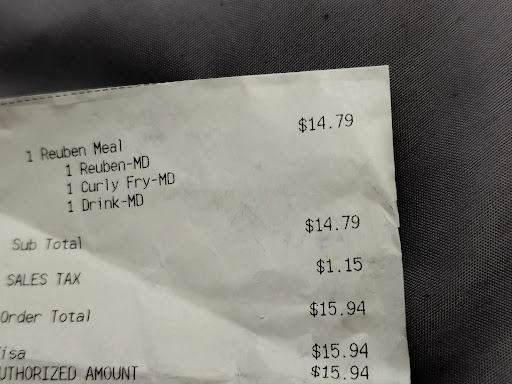 1 Reuben Meal $14.79
1 Reuben-MD
1 Curly Fry-MD
1 Drink-MD
Sub Total $14.79
SALES TAX $1.15
Order Total $15.94
isa $15.94
UTHORIZED AMOUNT $15.94